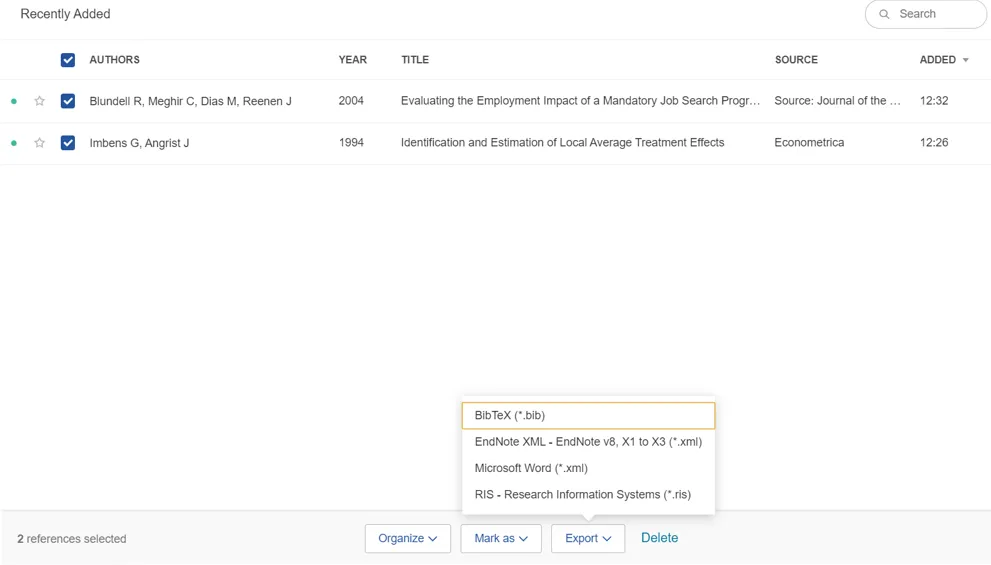 Recently Added
Search
AUTHORS YEAR TITLE SOURCE ADDED
Blundell R, Meghir C, Dias M, Reenen J 2004 Evaluating the Employment Impact of a Mandatory Job Search Progr... Source: Journal of the ... 12:32
Imbens G, Angrist J 1994 Identification and Estimation of Local Average Treatment Effects Econometrica 12:26
BibTeX (*.bib)
EndNote XML - EndNote v8, X1 to X3 (*.xml)
Microsoft Word (*.xml)
RIS - Research Information Systems (*.ris)
2 references selected Organize Mark as Export Delete